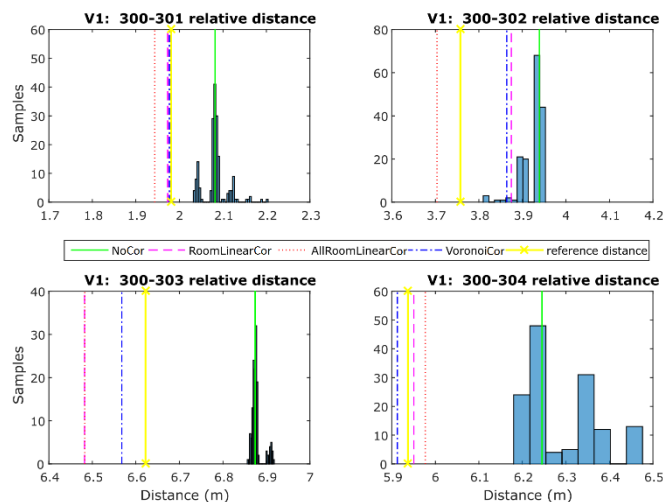 V1: 300-301 relative distance
V1: 300-302 relative distance
Samples
60
40
20
0
1.7 1.8 1.9 2 2.1 2.2 2.3
80
60
40
20
0
3.6 3.7 3.8 3.9 4 4.1 4.2
NoCor RoomLinearCor AllRoomLinearCor VoronoiCor reference distance
V1: 300-303 relative distance
V1: 300-304 relative distance
Samples
40
30
20
10
0
6.4 6.5 6.6 6.7 6.8 6.9 7
Distance (m)
60
50
40
30
20
10
0
5.9 6 6.1 6.2 6.3 6.4 6.5
Distance (m)